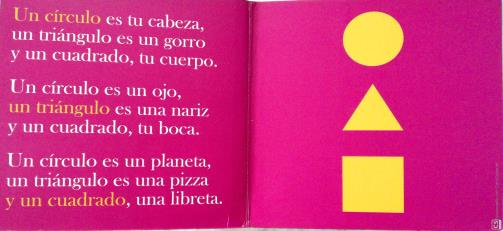 Un círculo es tu cabeza,
un triángulo es un gorro
y un cuadrado, tu cuerpo.
Un círculo es un ojo,
un triángulo es una nariz
y un cuadrado, tu boca.
Un círculo es un planeta,
un triángulo es una pizza
y un cuadrado, una libreta.